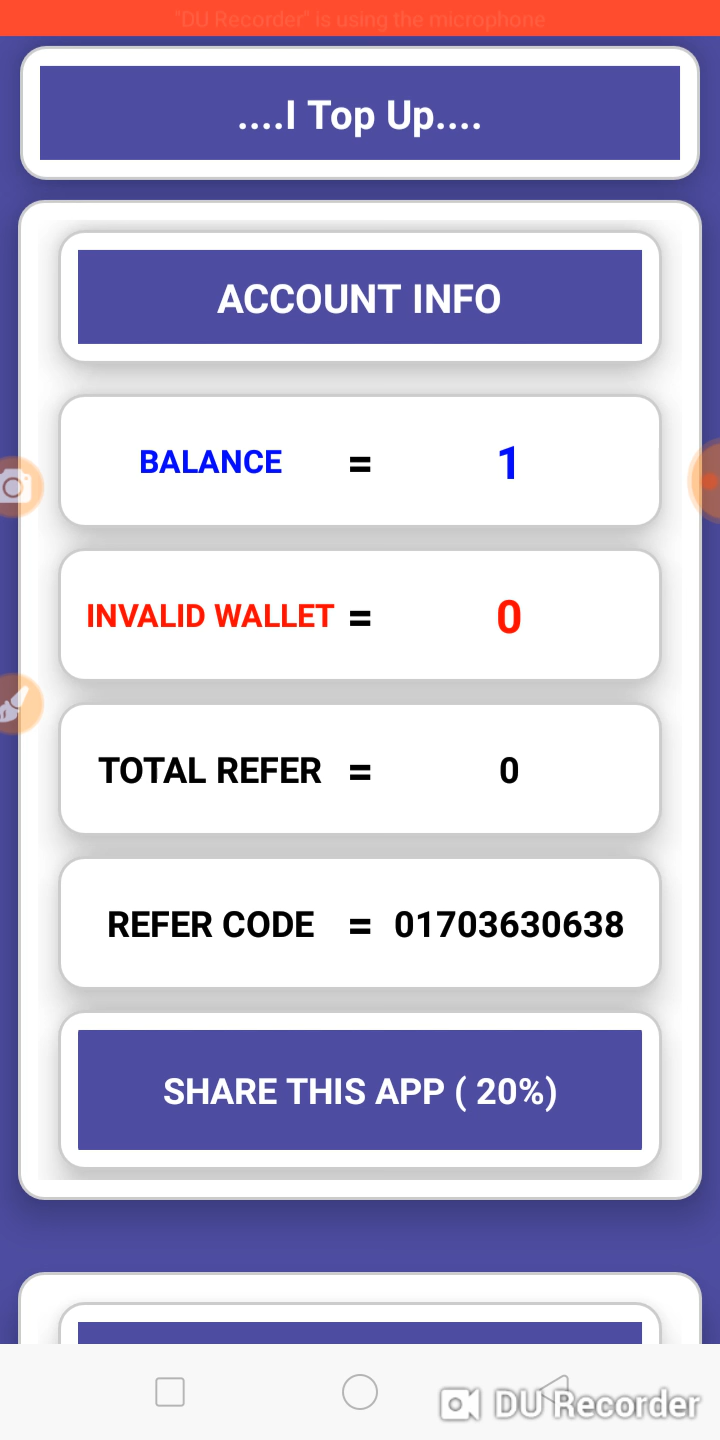 "DU Recorder" is using the microphone
....I Top Up....
ACCOUNT INFO
BALANCE = 1
INVALID WALLET = 0
TOTAL REFER = 0
REFER CODE = 01703630638
SHARE THIS APP ( 20%)
DU Recorder